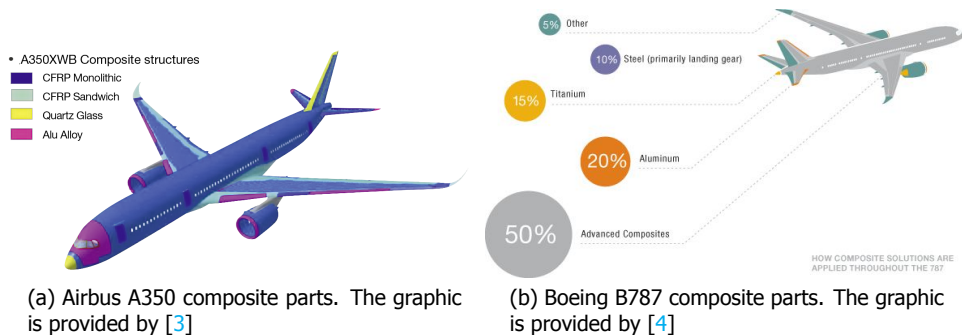 • A350XWB Composite structures
CFRP Monolithic
CFRP Sandwich
Quartz Glass
Alu Alloy
(a) Airbus A350 composite parts. The graphic
is provided by [3]
5% Other
10% Steel (primarily landing gear)
15% Titanium
20% Aluminum
50% Advanced Composites
HOW COMPOSITE SOLUTIONS ARE
APPLIED THROUGHOUT THE 787
(b) Boeing B787 composite parts. The graphic
is provided by [4]